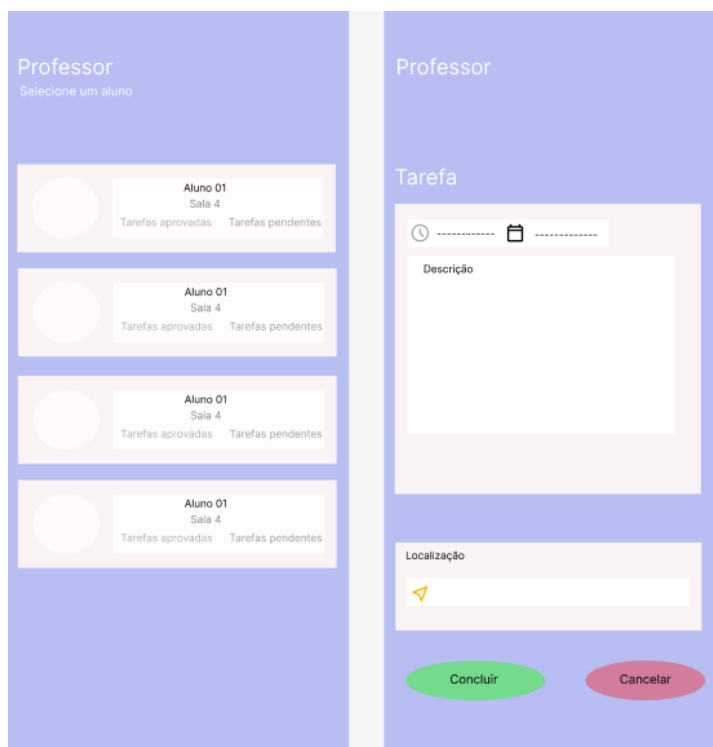 Professor
Selecione um aluno
Aluno 01
Sala 4
Tarefas aprovadas Tarefas pendentes
Aluno 01
Sala 4
Tarefas aprovadas Tarefas pendentes
Aluno 01
Sala 4
Tarefas aprovadas Tarefas pendentes
Aluno 01
Sala 4
Tarefas aprovadas Tarefas pendentes
Professor
Tarefa
------------ -------------
Descrição
Localização
Concluir Cancelar